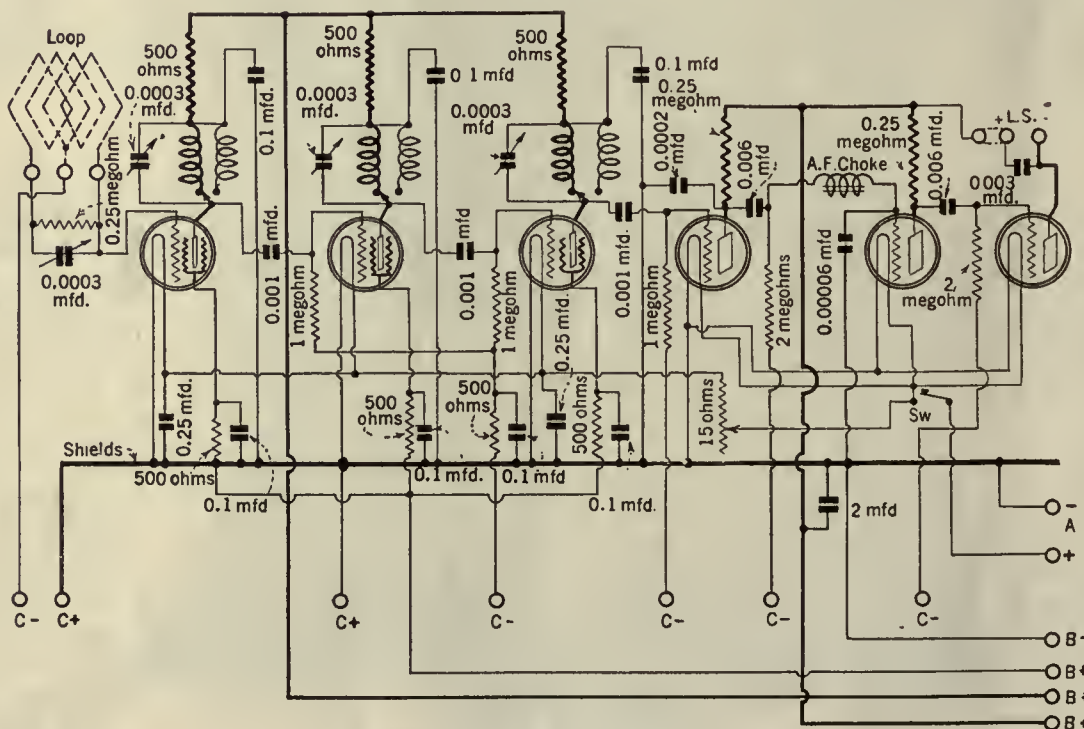 Loop
500
ohms
500
ohms
500
ohms
0.0003
mfd.
0.1 mfd.
0.0003
mfd.
0 1 mfd
0.0003
mfd.
0.1 mfd
0.25
megohm
0.25 megohm
0.0003
mfd.
0.001 mfd.
1 megohm
0.001 mfd.
1 megohm
0.001 mfd.
1 megohm
0.0002
mfd
0.006
mfd
2 megohms
A.F. Choke
0.25
megohm
0.00006 mfd
0.006 mfd.
+ L.S.
003
mfd.
2
megohm
0.25 mfd.
500 ohms
0.1 mfd
500
ohms
0.1 mfd.
500
ohms
0.1 mfd
0.25 mfd.
500 ohms
0.1 mfd.
15 ohms
Sw
Shields
2 mfd
-
A
+
C -
C+
C+
C-
C-
C-
C-
B-
B+
B+
B+